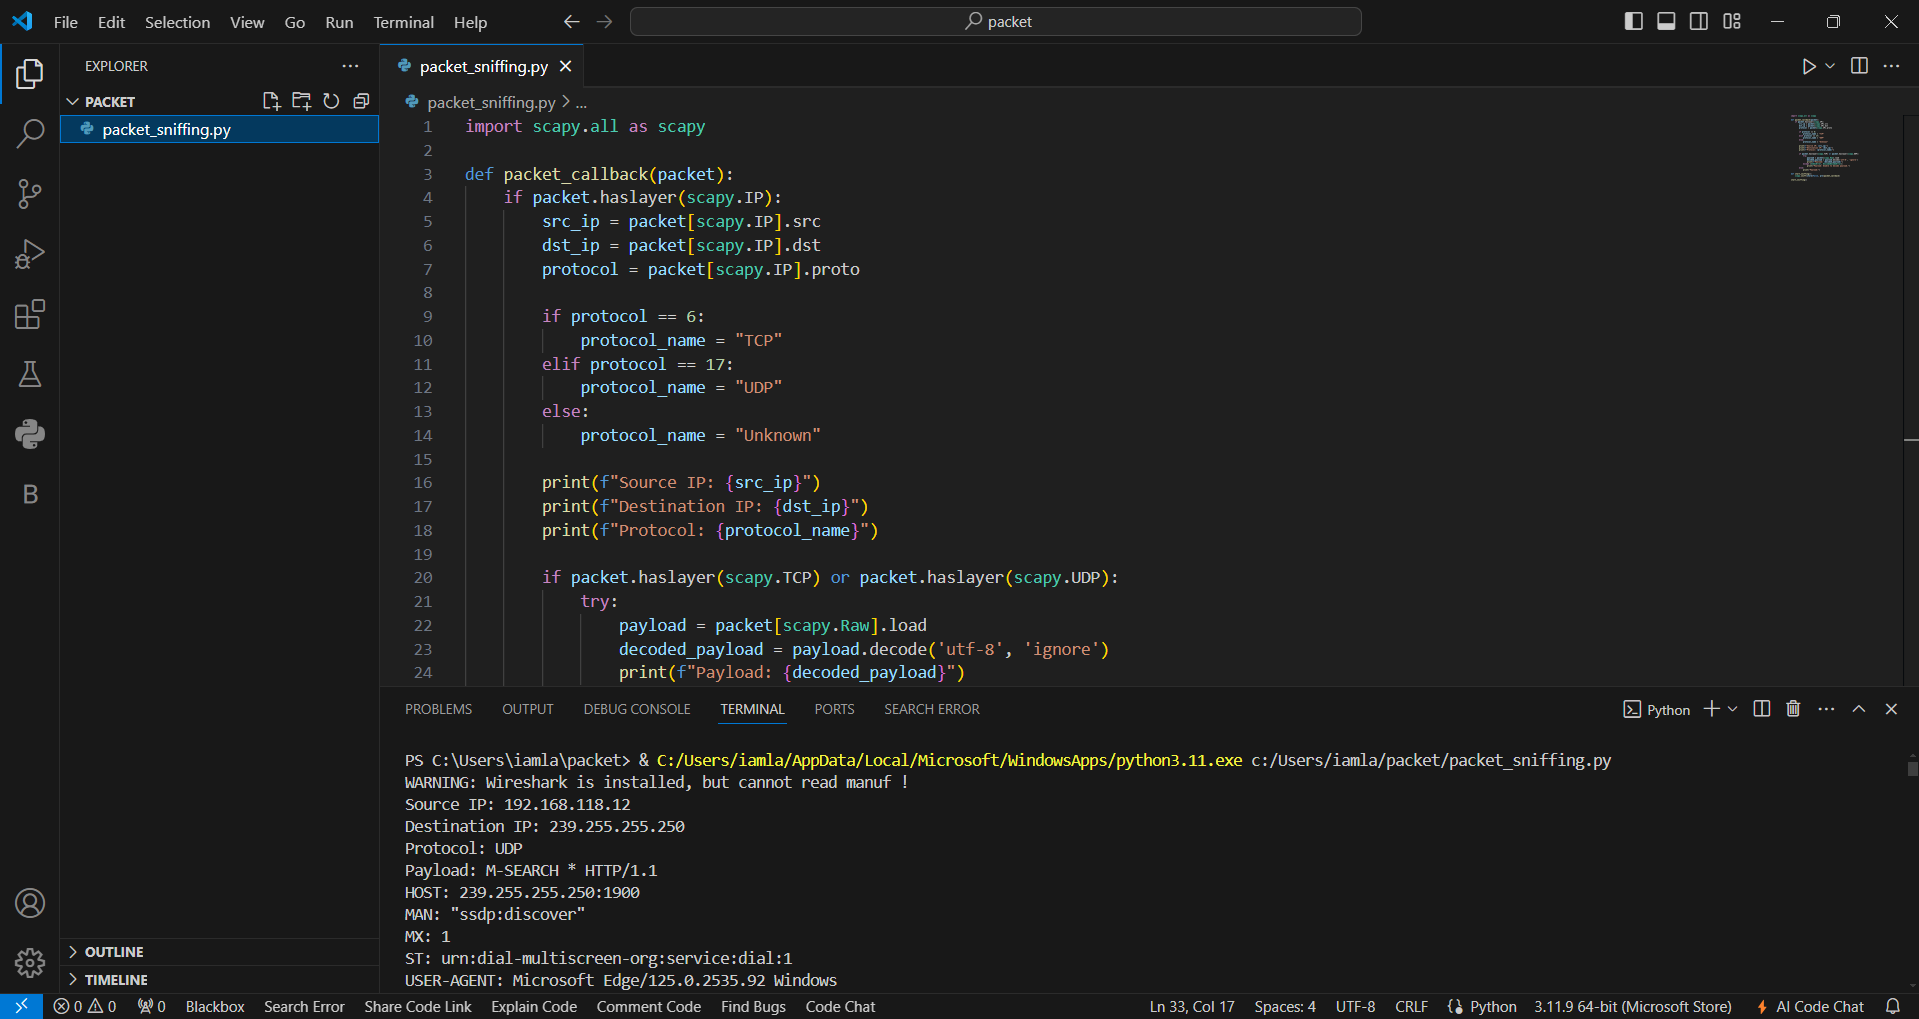 File Edit Selection View Go Run Terminal Help
packet
EXPLORER
PACKET
packet_sniffing.py
packet_sniffing.py
packet_sniffing.py > ...
1 import scapy.all as scapy
2
3 def packet_callback(packet):
4 if packet.haslayer(scapy.IP):
5 src_ip = packet[scapy.IP].src
6 dst_ip = packet[scapy.IP].dst
7 protocol = packet[scapy.IP].proto
8
9 if protocol == 6:
10 protocol_name = "TCP"
11 elif protocol == 17:
12 protocol_name = "UDP"
13 else:
14 protocol_name = "Unknown"
15
16 print(f"Source IP: {src_ip}")
17 print(f"Destination IP: {dst_ip}")
18 print(f"Protocol: {protocol_name}")
19
20 if packet.haslayer(scapy.TCP) or packet.haslayer(scapy.UDP):
21 try:
22 payload = packet[scapy.Raw].load
23 decoded_payload = payload.decode('utf-8', 'ignore')
24 print(f"Payload: {decoded_payload}")
PROBLEMS OUTPUT DEBUG CONSOLE TERMINAL PORTS SEARCH ERROR
Python
PS C:\Users\iamla\packet> & C:/Users/iamla/AppData/Local/Microsoft/WindowsApps/python3.11.exe c:/Users/iamla/packet/packet_sniffing.py
WARNING: Wireshark is installed, but cannot read manuf !
Source IP: 192.168.118.12
Destination IP: 239.255.255.250
Protocol: UDP
Payload: M-SEARCH * HTTP/1.1
HOST: 239.255.255.250:1900
MAN: "ssdp:discover"
MX: 1
ST: urn:dial-multiscreen-org:service:dial:1
USER-AGENT: Microsoft Edge/125.0.2535.92 Windows
B
OUTLINE
TIMELINE
0 0 0 Blackbox Search Error Share Code Link Explain Code Comment Code Find Bugs Code Chat
Ln 33, Col 17 Spaces: 4 UTF-8 CRLF Python 3.11.9 64-bit (Microsoft Store) AI Code Chat